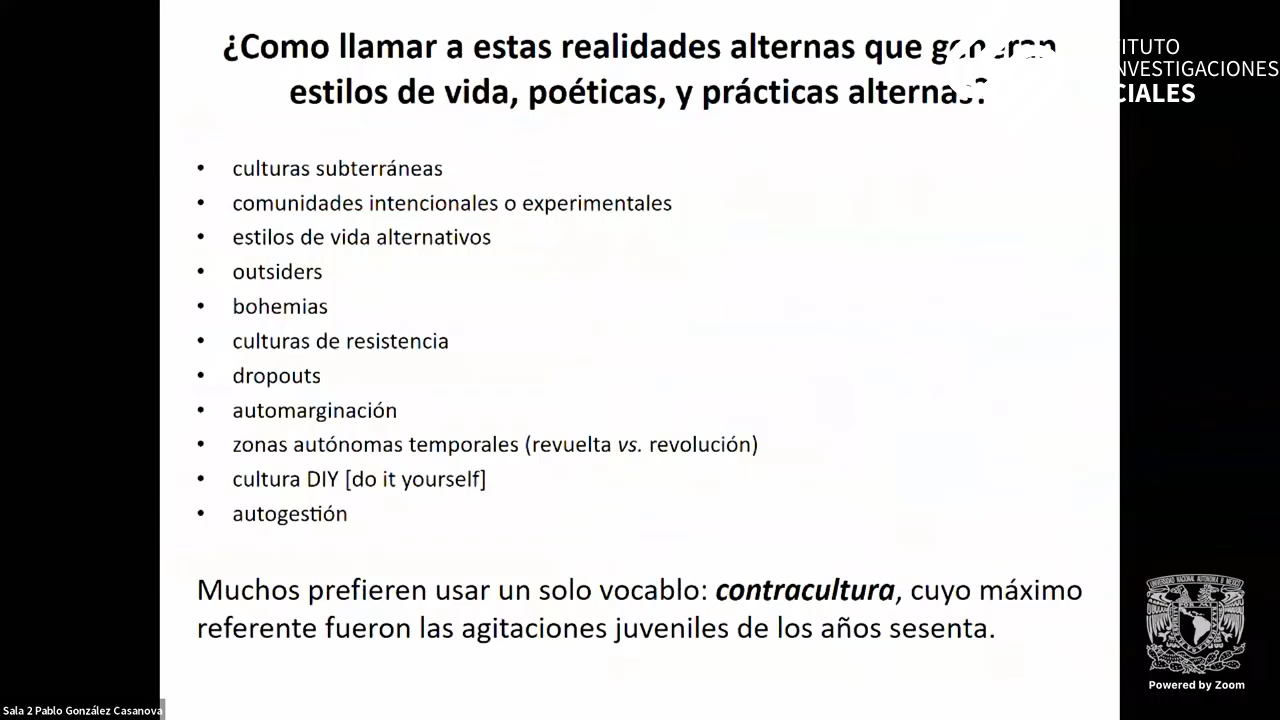 ¿Como llamar a estas realidades alternas que generan
estilos de vida, poéticas, y prácticas alternas?
ITUTO
NVESTIGACIONES
CIALES
• culturas subterráneas
• comunidades intencionales o experimentales
• estilos de vida alternativos
• outsiders
• bohemias
• culturas de resistencia
• dropouts
• automarginación
• zonas autónomas temporales (revuelta vs. revolución)
• cultura DIY [do it yourself]
• autogestión
Muchos prefieren usar un solo vocablo: contracultura, cuyo máximo
referente fueron las agitaciones juveniles de los años sesenta.
Powered by Zoom
Sala 2 Pablo González Casanova